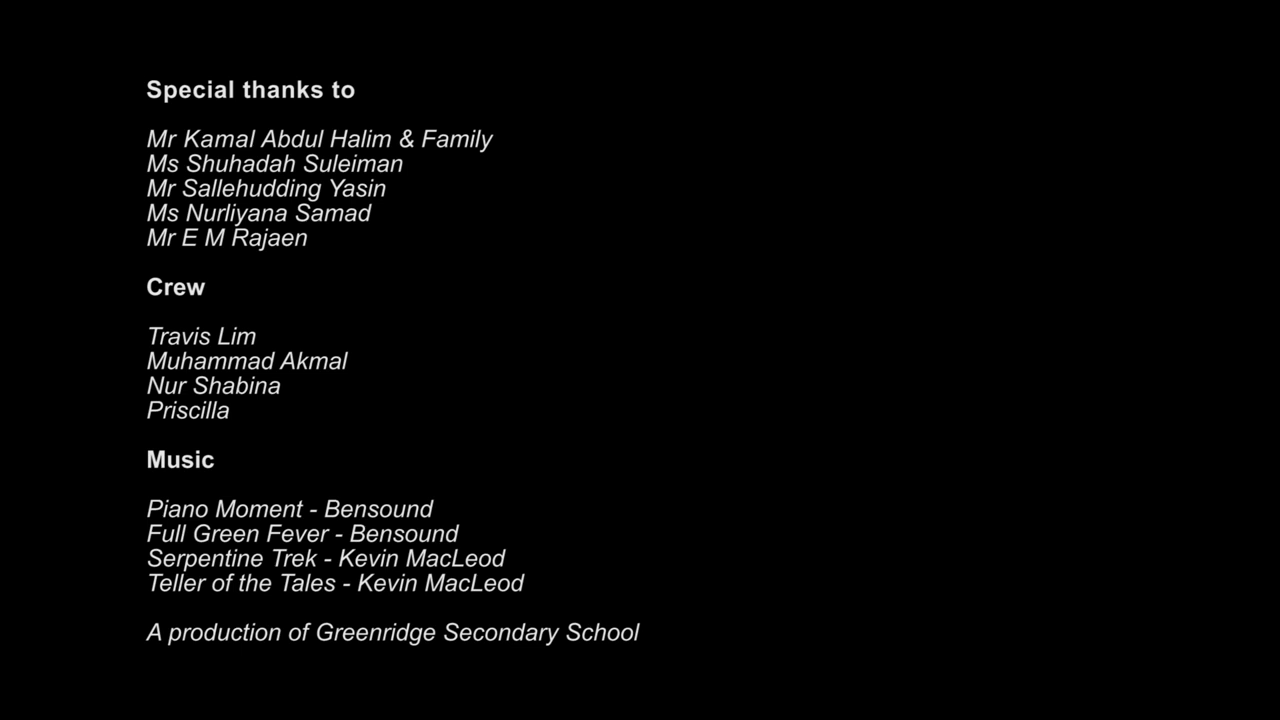 Special thanks to
Mr Kamal Abdul Halim & Family
Ms Shuhadah Suleiman
Mr Sallehudding Yasin
Ms Nurliyana Samad
Mr E M Rajaen
Crew
Travis Lim
Muhammad Akmal
Nur Shabina
Priscilla
Music
Piano Moment - Bensound
Full Green Fever - Bensound
Serpentine Trek - Kevin MacLeod
Teller of the Tales - Kevin MacLeod
A production of Greenridge Secondary School